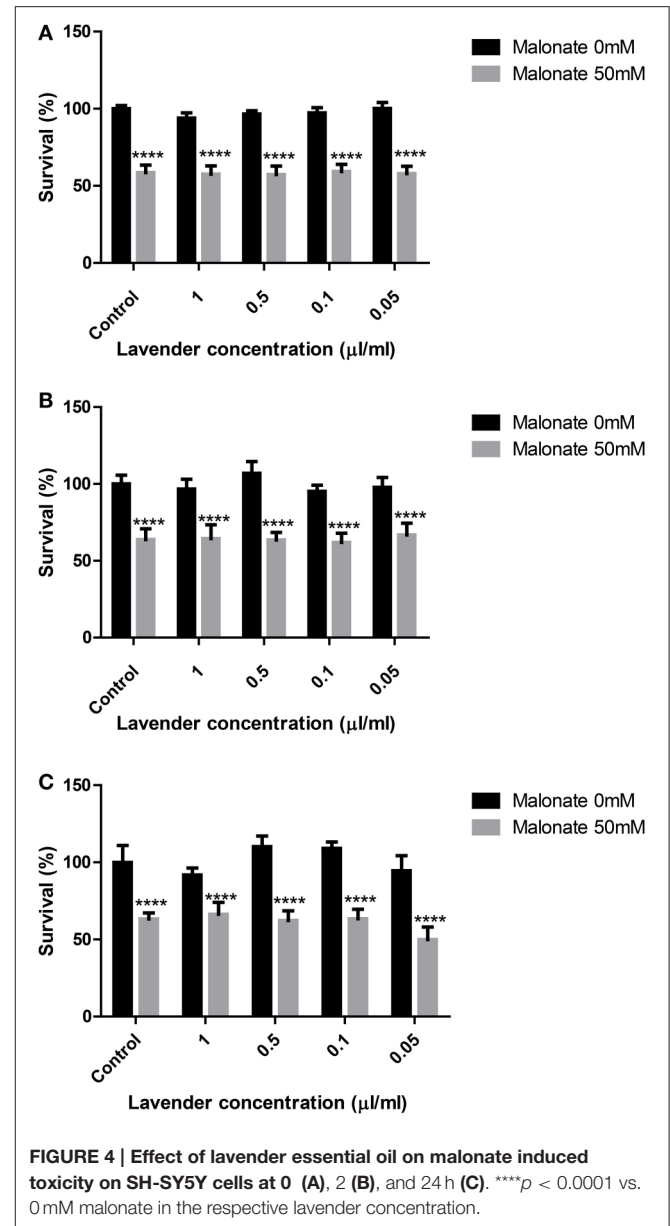 A
150
100
50
0
Survival (%)
**** **** **** **** ****
Control 1 0.5 0.1 0.05
Lavender concentration (μl/ml)
Malonate 0mM
Malonate 50mM
B
150
100
50
0
Survival (%)
**** **** **** **** ****
Control 1 0.5 0.1 0.05
Lavender concentration (μl/ml)
Malonate 0mM
Malonate 50mM
C
150
100
50
0
Survival (%)
**** **** **** **** ****
Control 1 0.5 0.1 0.05
Lavender concentration (μl/ml)
Malonate 0mM
Malonate 50mM
FIGURE 4 | Effect of lavender essential oil on malonate induced
toxicity on SH-SY5Y cells at 0 (A), 2 (B), and 24 h (C). ****p < 0.0001 vs.
0 mM malonate in the respective lavender concentration.